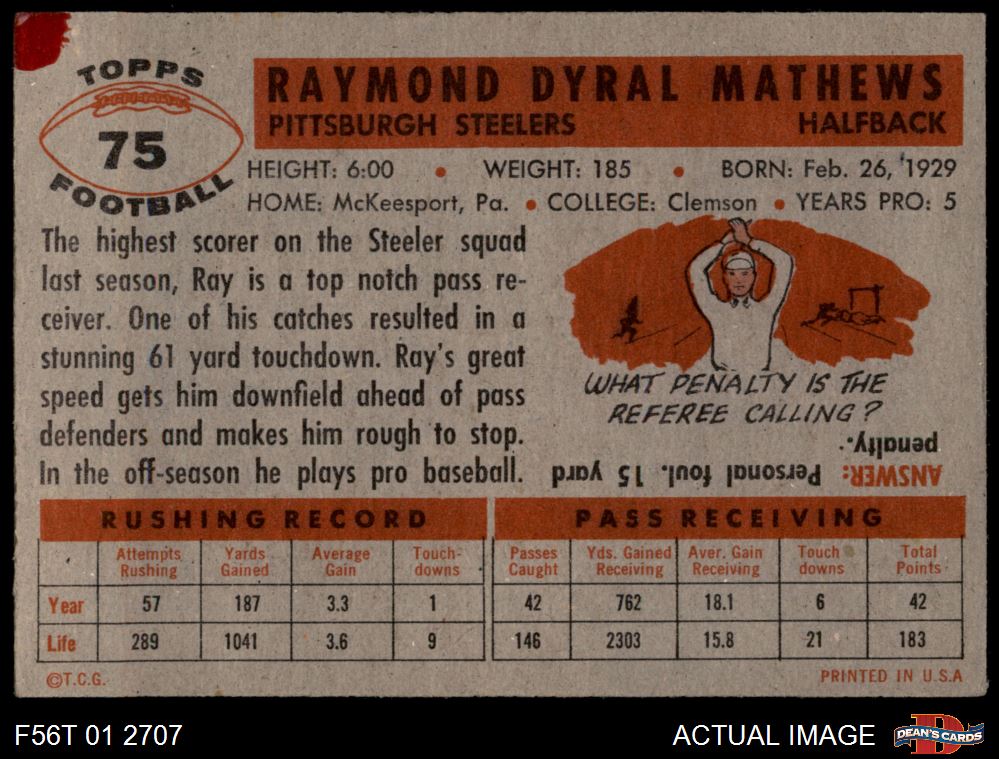 TOPPS
75
FOOTBALL
RAYMOND DYRAL MATHEWS
PITTSBURGH STEELERS HALFBACK
HEIGHT: 6:00 • WEIGHT: 185 • BORN: Feb. 26, 1929
HOME: McKeesport, Pa. • COLLEGE: Clemson • YEARS PRO: 5
The highest scorer on the Steeler squad
last season, Ray is a top notch pass re-
ceiver. One of his catches resulted in a
stunning 61 yard touchdown. Ray's great
speed gets him downfield ahead of pass
defenders and makes him rough to stop.
In the off-season he plays pro baseball.
WHAT PENALTY IS THE
REFEREE CALLING?
ANSWER: Personal foul. 15 yard
penalty.
RUSHING RECORD
Attempts Rushing Yards Gained Average Gain Touch-downs
Year 57 187 3.3 1
Life 289 1041 3.6 9
PASS RECEIVING
Passes Caught Yds. Gained Receiving Aver. Gain Receiving Touch downs Total Points
42 762 18.1 6 42
146 2303 15.8 21 183
©T.C.G. PRINTED IN U.S.A
F56T 01 2707 ACTUAL IMAGE
D
DEAN'S CARDS